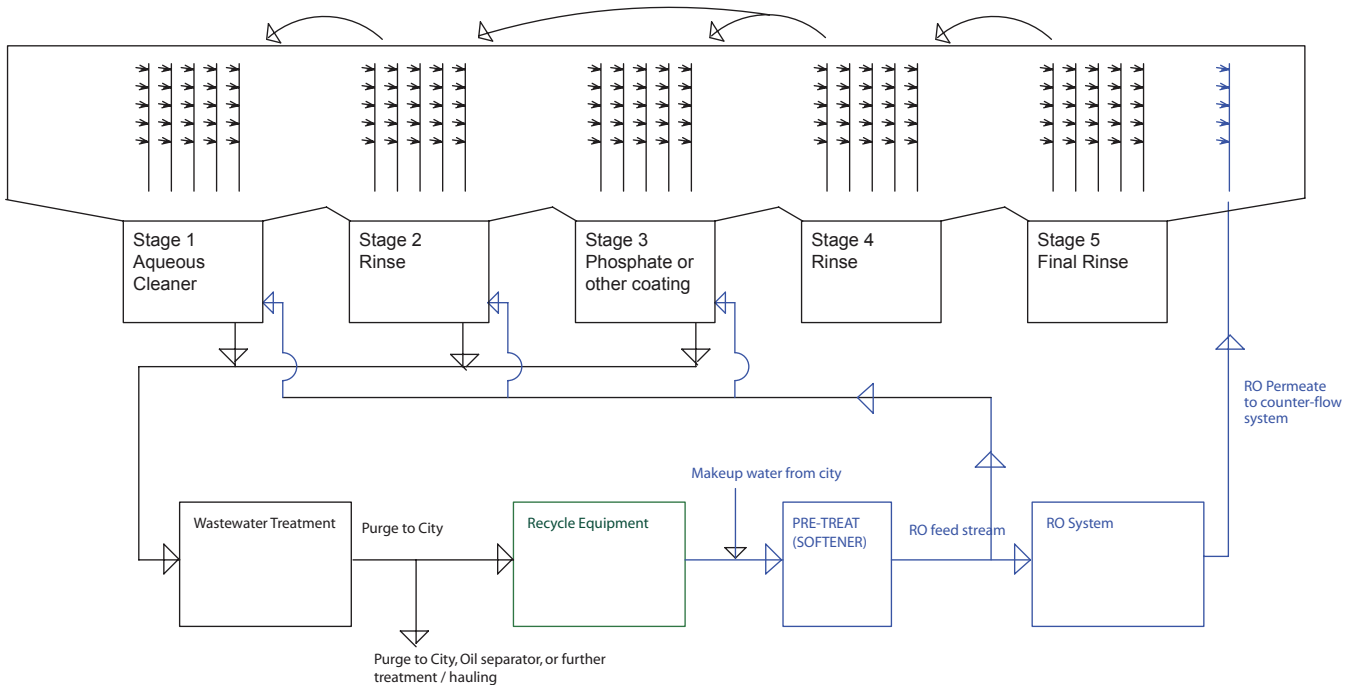 Stage 1
Aqueous
Cleaner
Stage 2
Rinse
Stage 3
Phosphate or
other coating
Stage 4
Rinse
Stage 5
Final Rinse
RO Permeate
to counter-flow
system
Makeup water from city
Wastewater Treatment
Purge to City
Recycle Equipment
PRE-TREAT
(SOFTENER)
RO feed stream
RO System
Purge to City, Oil separator, or further
treatment / hauling